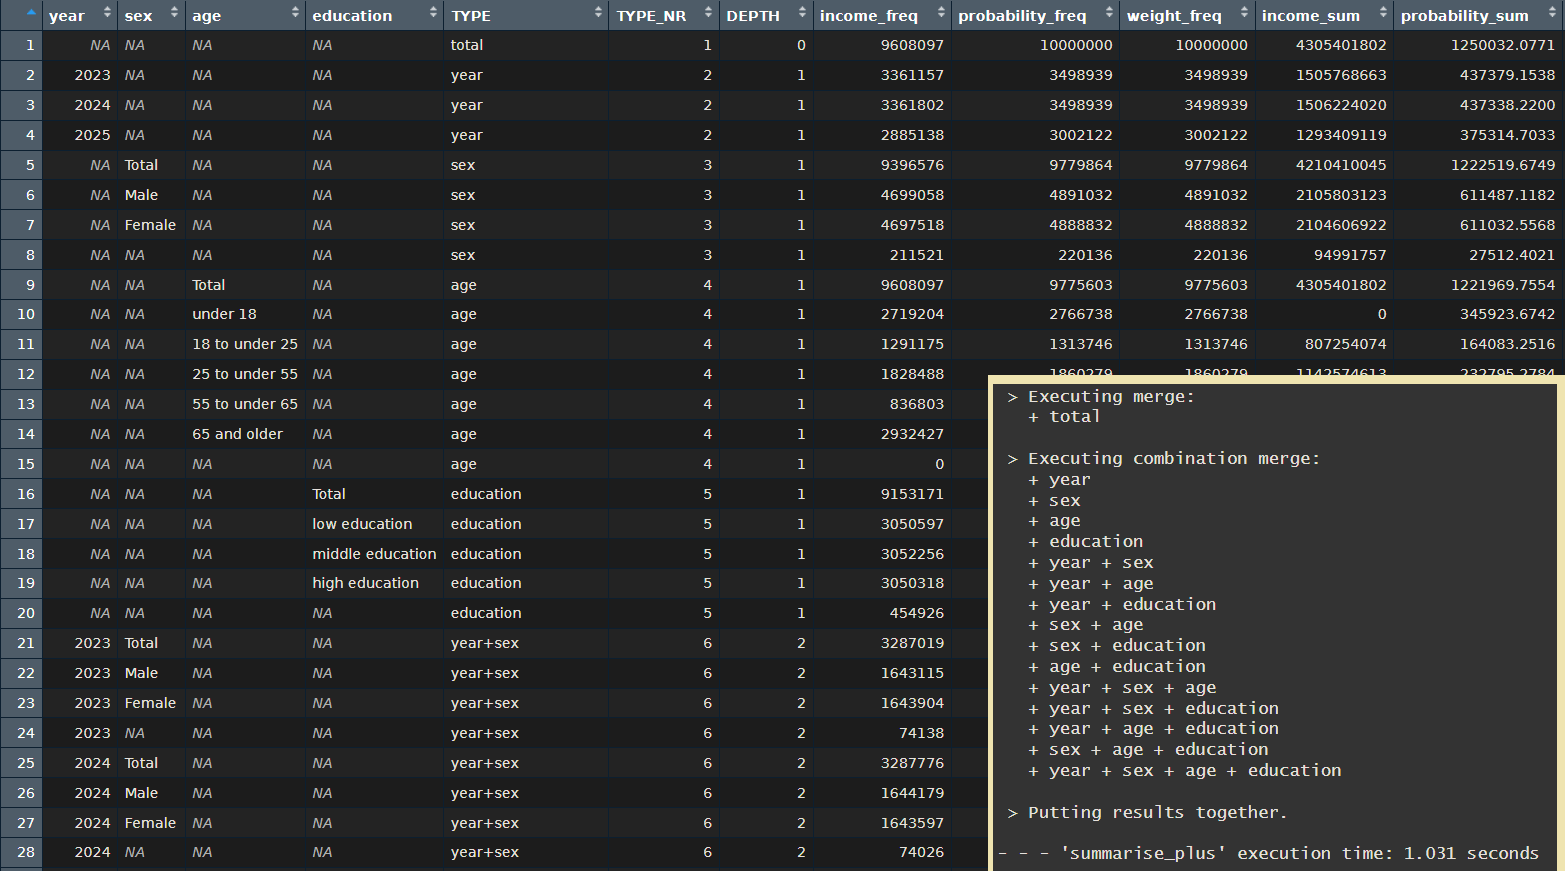 year sex age education TYPE TYPE_NR DEPTH income_freq probability_freq weight_freq income_sum probability_sum
1 NA NA NA NA total 1 0 9608097 10000000 10000000 4305401802 1250032.0771
2 2023 NA NA NA year 2 1 3361157 3498939 3498939 1505768663 437379.1538
3 2024 NA NA NA year 2 1 3361802 3498939 3498939 1506224020 437338.2200
4 2025 NA NA NA year 2 1 2885138 3002122 3002122 1293409119 375314.7033
5 NA Total NA NA sex 3 1 9396576 9779864 9779864 4210410045 1222519.6749
6 NA Male NA NA sex 3 1 4699058 4891032 4891032 2105803123 611487.1182
7 NA Female NA NA sex 3 1 4697518 4888832 4888832 2104606922 611032.5568
8 NA NA NA NA sex 3 1 211521 220136 220136 94991757 27512.4021
9 NA NA Total NA age 4 1 9608097 9775603 9775603 4305401802 1221969.7554
10 NA NA under 18 NA age 4 1 2719204 2766738 2766738 0 345923.6742
11 NA NA 18 to under 25 NA age 4 1 1291175 1313746 1313746 807254074 164083.2516
12 NA NA 25 to under 55 NA age 4 1 1828488 1860279 1860279 1142574613 232795.2784
13 NA NA 55 to under 65 NA age 4 1 836803
14 NA NA 65 and older NA age 4 1 2932427
15 NA NA NA NA age 4 1 0
16 NA NA NA Total education 5 1 9153171
17 NA NA NA low education education 5 1 3050597
18 NA NA NA middle education education 5 1 3052256
19 NA NA NA high education education 5 1 3050318
20 NA NA NA NA education 5 1 454926
21 2023 Total NA NA year+sex 6 2 3287019
22 2023 Male NA NA year+sex 6 2 1643115
23 2023 Female NA NA year+sex 6 2 1643904
24 2023 NA NA NA year+sex 6 2 74138
25 2024 Total NA NA year+sex 6 2 3287776
26 2024 Male NA NA year+sex 6 2 1644179
27 2024 Female NA NA year+sex 6 2 1643597
28 2024 NA NA NA year+sex 6 2 74026
> Executing merge:
+ total
> Executing combination merge:
+ year
+ sex
+ age
+ education
+ year + sex
+ year + age
+ year + education
+ sex + age
+ sex + education
+ age + education
+ year + sex + age
+ year + sex + education
+ year + age + education
+ sex + age + education
+ year + sex + age + education
> Putting results together.
- - - 'summarise_plus' execution time: 1.031 seconds